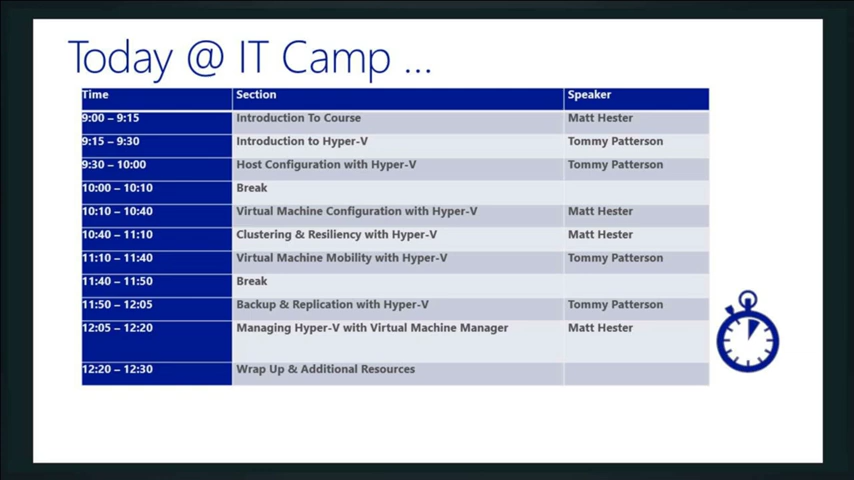 Today @ IT Camp ...
Time Section Speaker
9:00 – 9:15 Introduction To Course Matt Hester
9:15 – 9:30 Introduction to Hyper-V Tommy Patterson
9:30 – 10:00 Host Configuration with Hyper-V Tommy Patterson
10:00 – 10:10 Break
10:10 – 10:40 Virtual Machine Configuration with Hyper-V Matt Hester
10:40 – 11:10 Clustering & Resiliency with Hyper-V Matt Hester
11:10 – 11:40 Virtual Machine Mobility with Hyper-V Tommy Patterson
11:40 – 11:50 Break
11:50 – 12:05 Backup & Replication with Hyper-V Tommy Patterson
12:05 – 12:20 Managing Hyper-V with Virtual Machine Manager Matt Hester
12:20 – 12:30 Wrap Up & Additional Resources